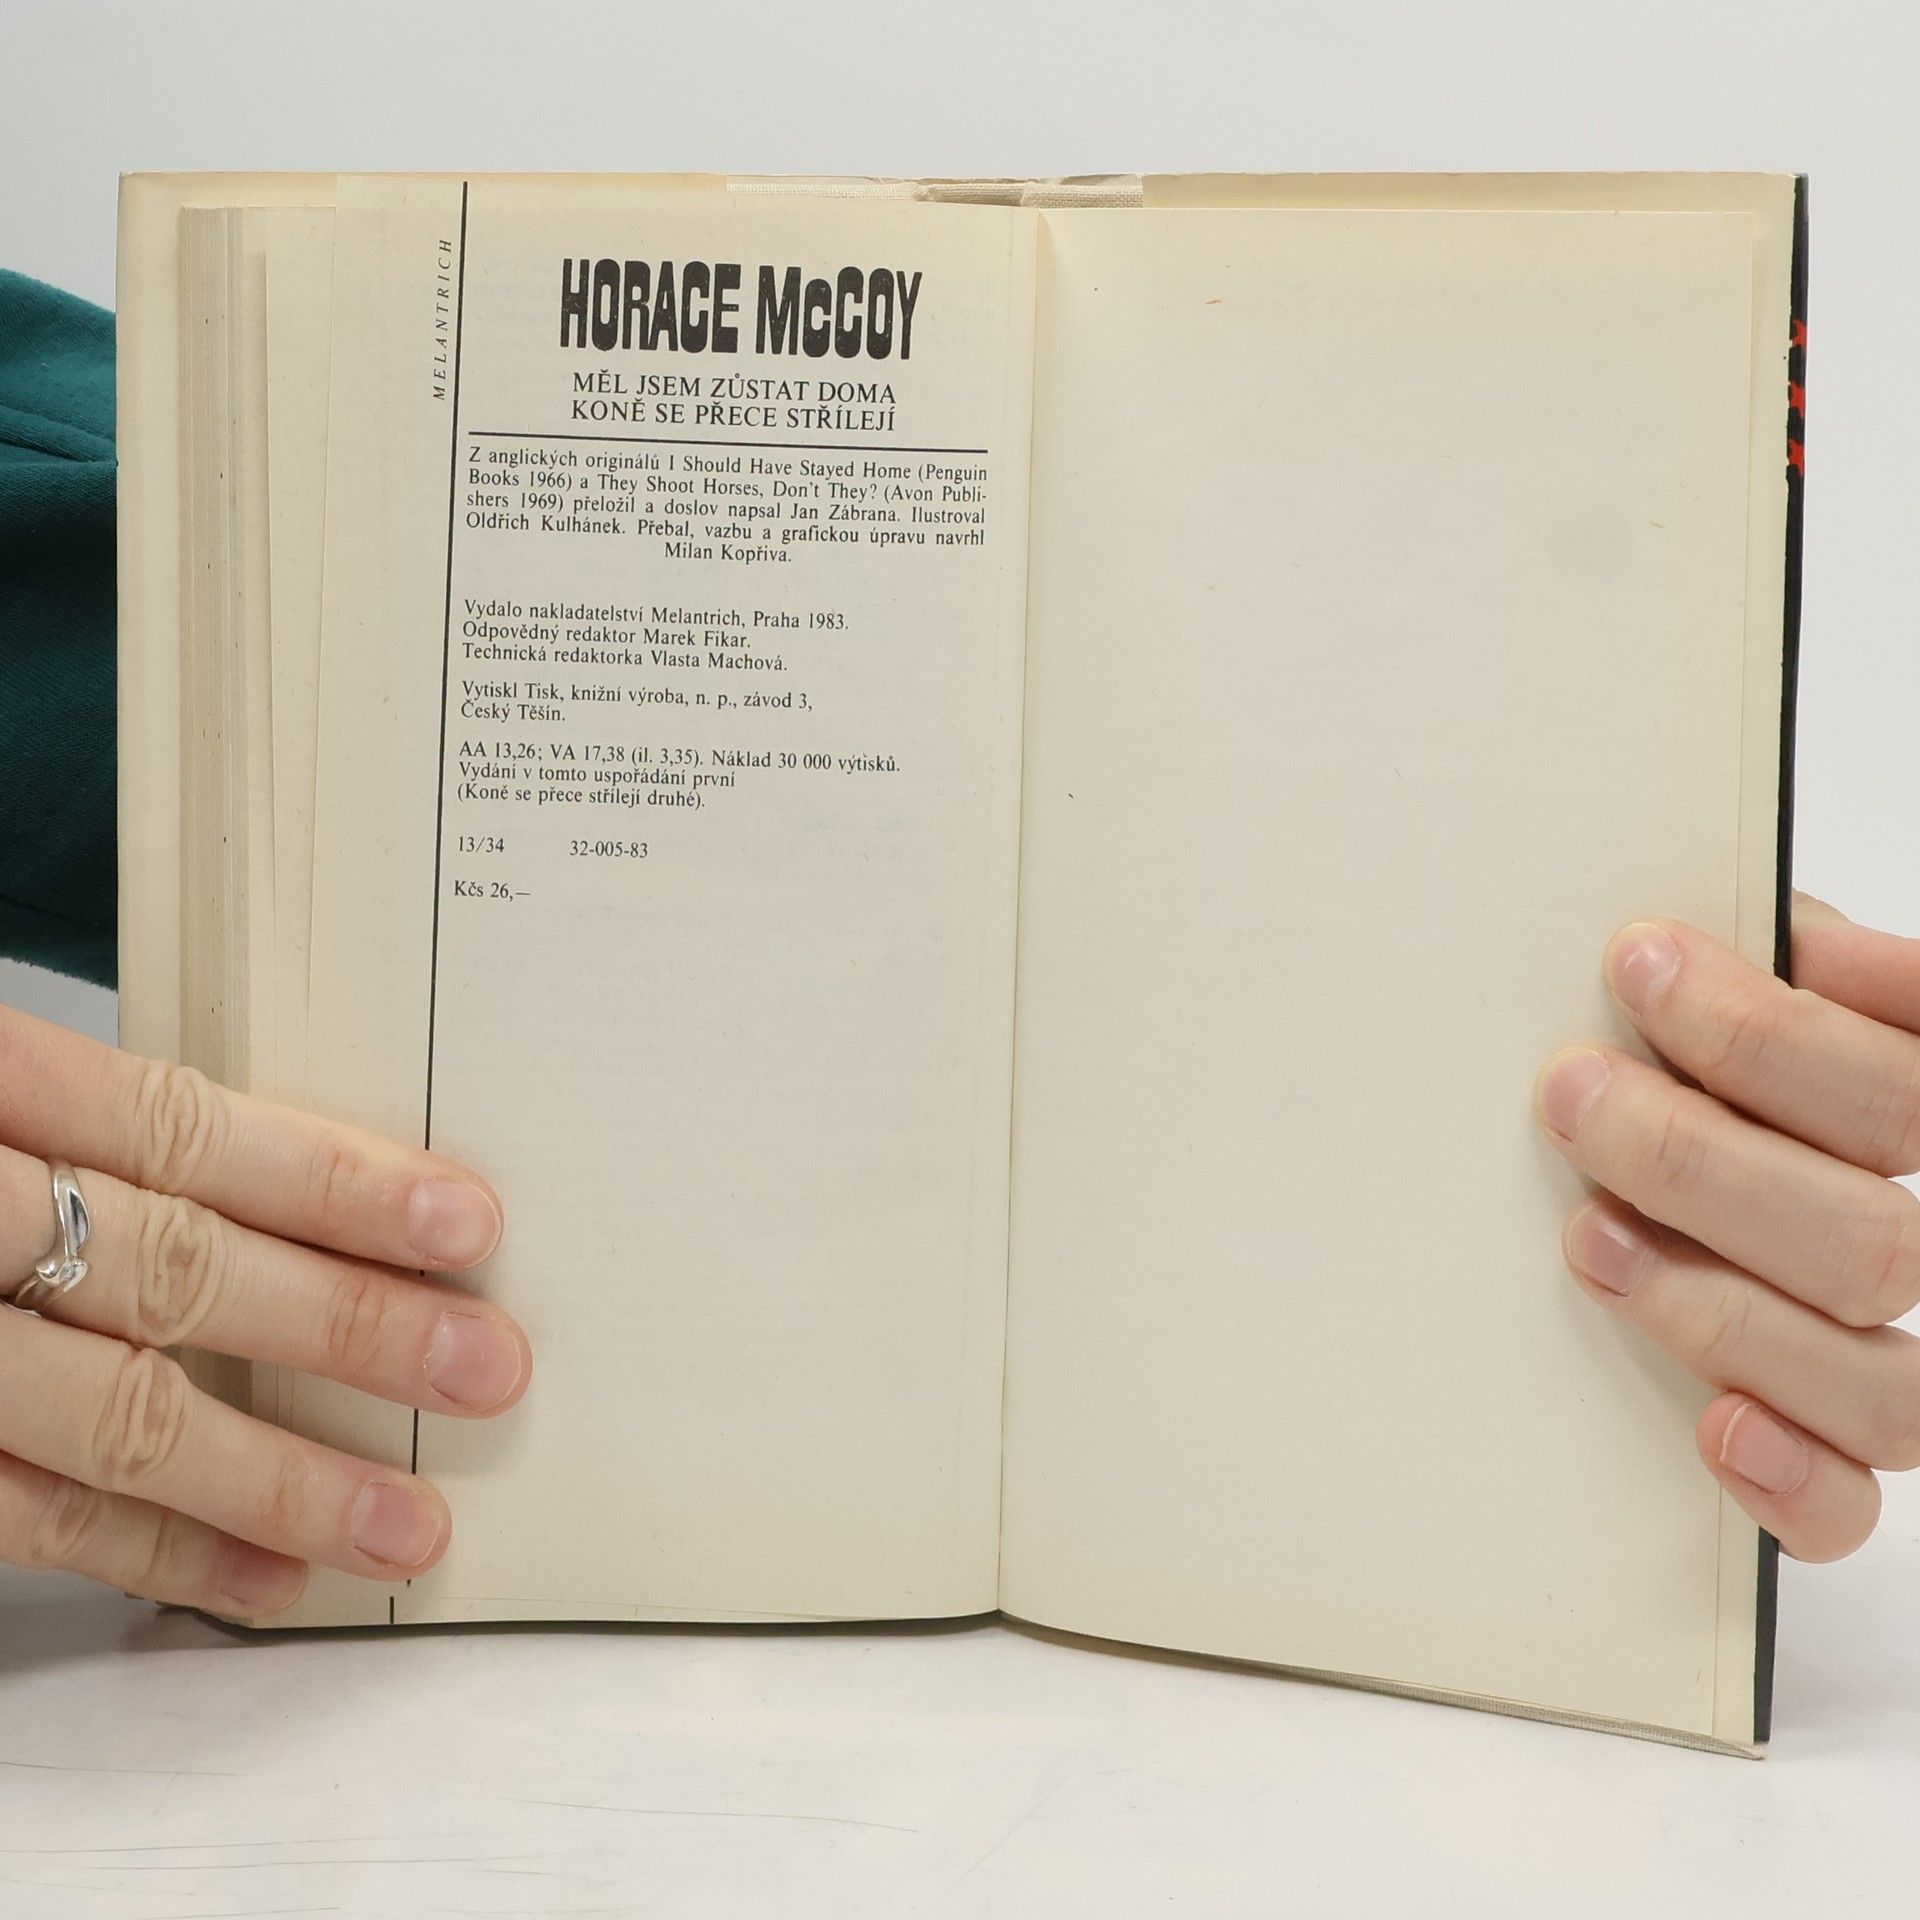 MELANTRICH
HORACE McCOY
MĚL JSEM ZŮSTAT DOMA
KONĚ SE PŘECE STŘÍLEJÍ
Z anglických originálů I Should Have Stayed Home (Penguin
Books 1966) a They Shoot Horses, Don't They? (Avon Publi-
shers 1969) přeložil a doslov napsal Jan Zábrana. Ilustroval
Oldřich Kulhánek. Přebal, vazbu a grafickou úpravu navrhl
Milan Kopřiva.
Vydalo nakladatelství Melantrich, Praha 1983.
Odpovědný redaktor Marek Fikar.
Technická redaktorka Vlasta Machová.
Vytiskl Tisk, knižní výroba, n. p., závod 3,
Český Těšín.
AA 13,26; VA 17,38 (il. 3,35). Náklad 30 000 výtisků.
Vydání v tomto uspořádání první
(Koně se přece střílejí druhé).
13/34 32-005-83
Kčs 26,—